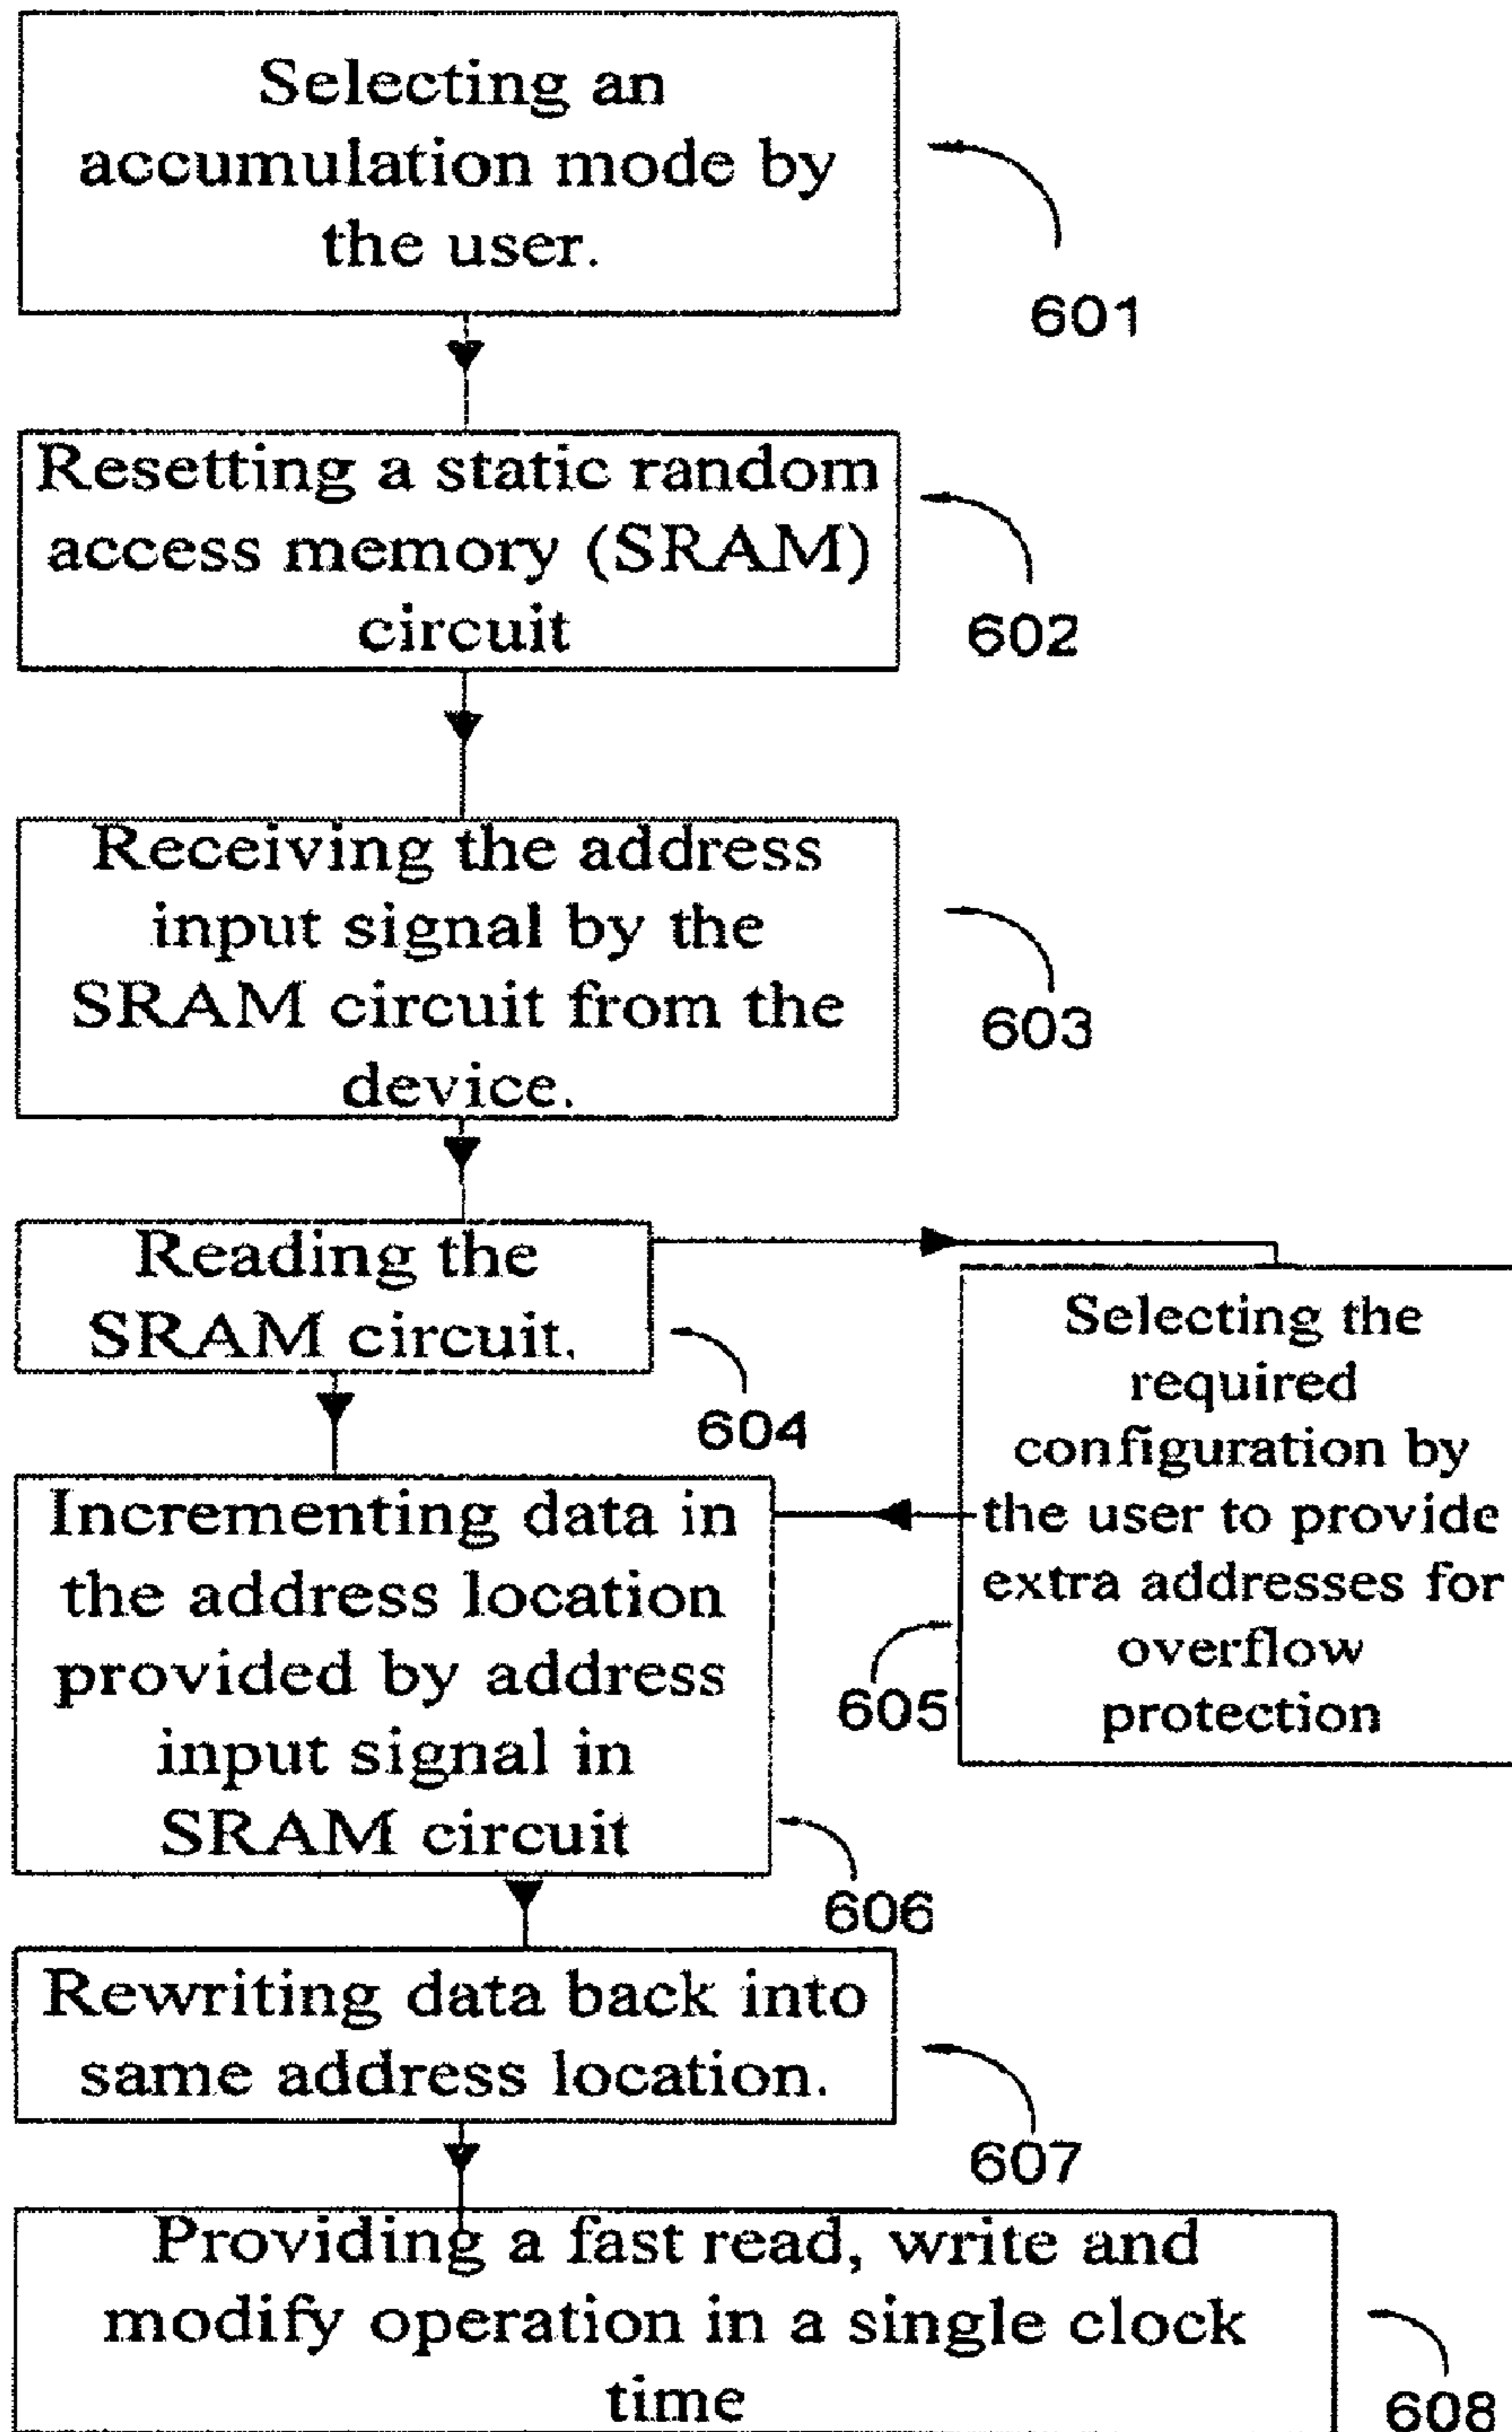 Selecting an
accumulation mode by
the user.
601
Resetting a static random
access memory (SRAM)
circuit
602
Receiving the address
input signal by the
SRAM circuit from the
device.
603
Reading the
SRAM circuit.
604
Selecting the
required
configuration by
the user to provide
extra addresses for
overflow
protection
605
Incrementing data in
the address location
provided by address
input signal in
SRAM circuit
606
Rewriting data back into
same address location.
607
Providing a fast read, write and
modify operation in a single clock
time
608